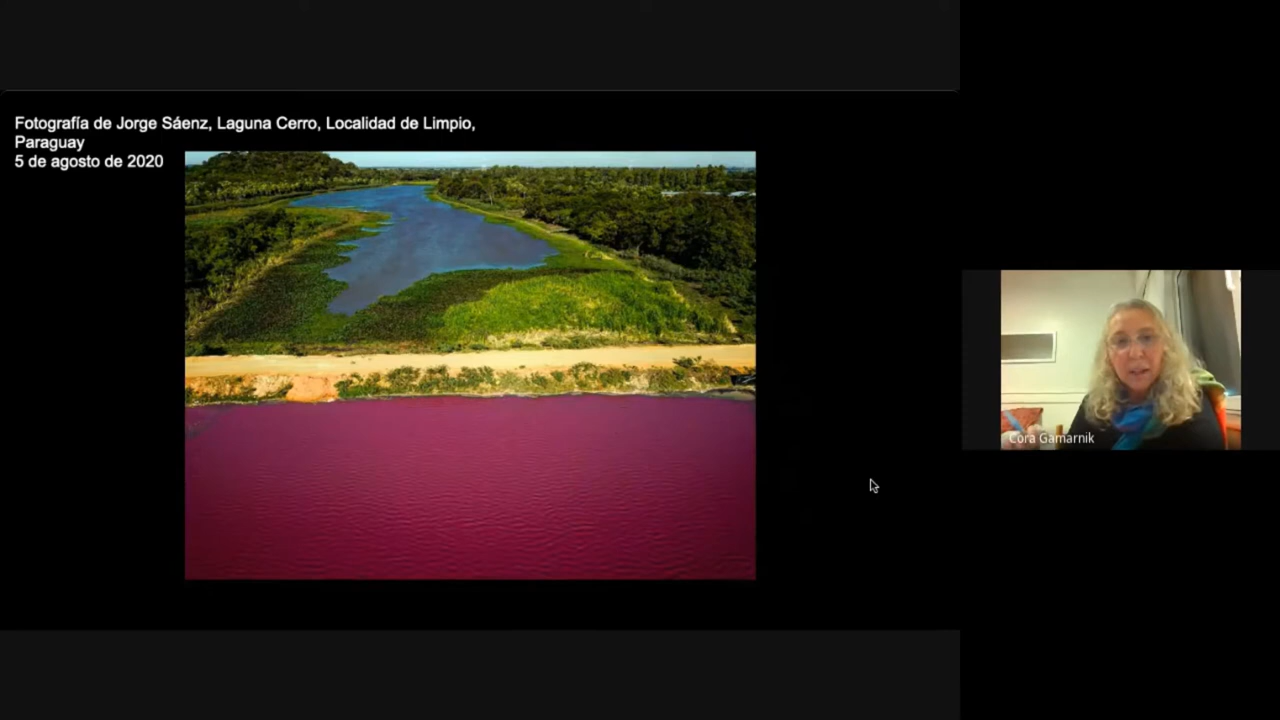 Fotografía de Jorge Sáenz, Laguna Cerro, Localidad de Limpio,
Paraguay
5 de agosto de 2020
Cora Gamarnik